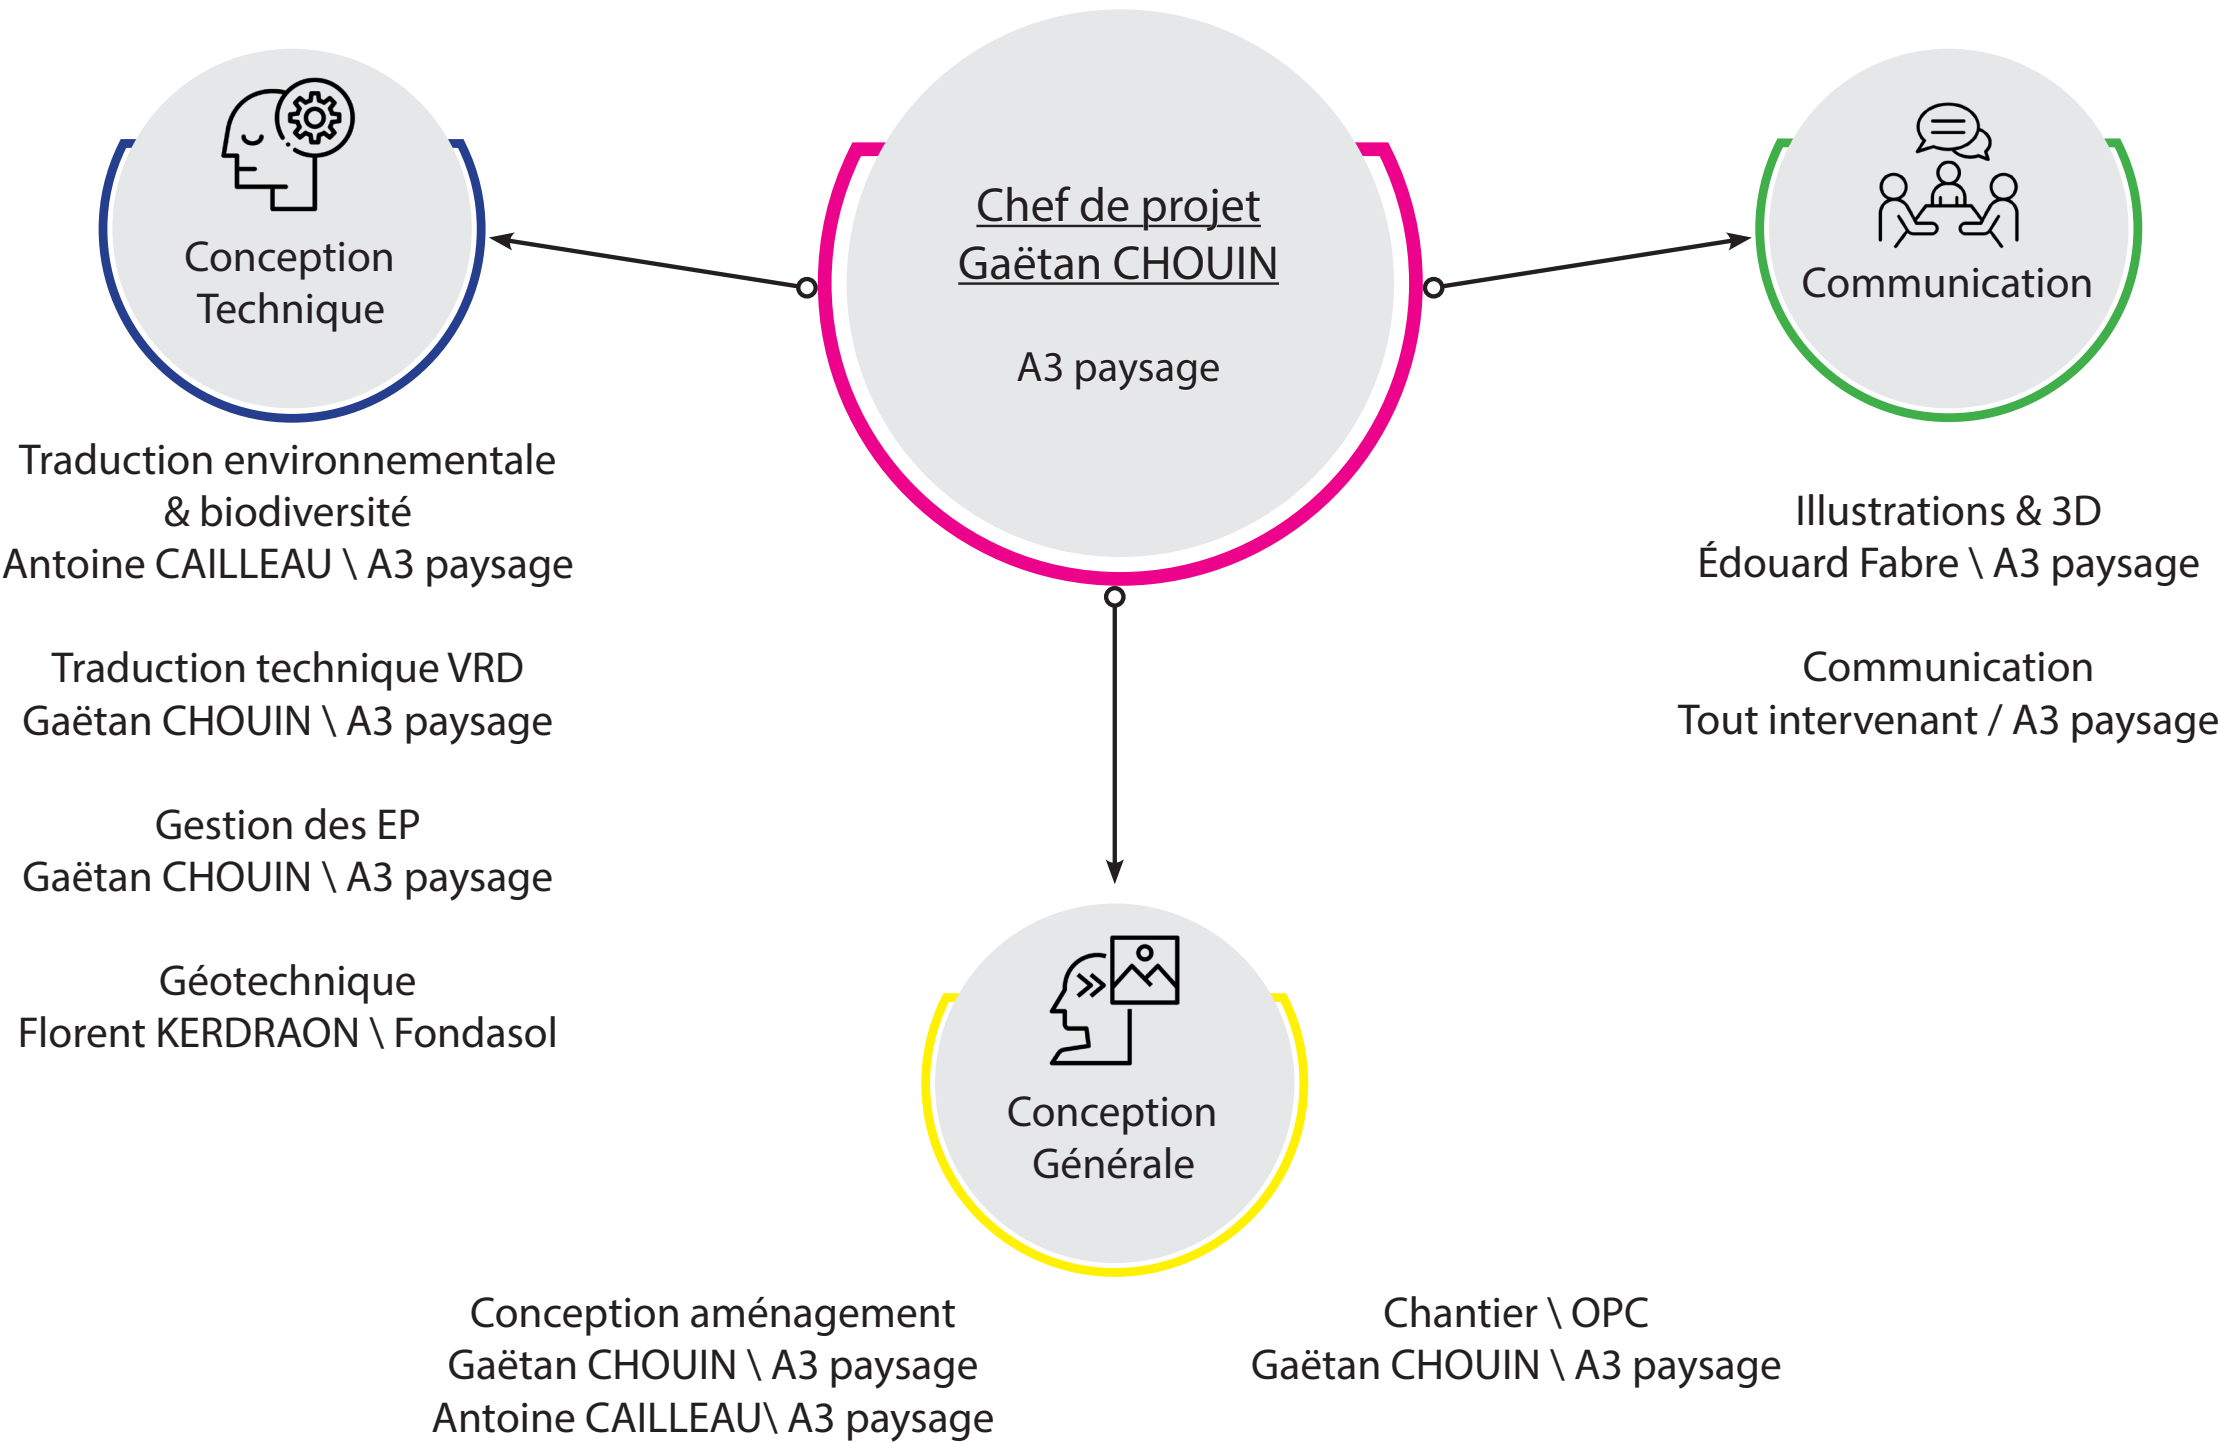 Chef de projet
Gaëtan CHOUIN
A3 paysage
Conception
Technique
Traduction environnementale
& biodiversité
Antoine CAILLEAU \ A3 paysage
Traduction technique VRD
Gaëtan CHOUIN \ A3 paysage
Gestion des EP
Gaëtan CHOUIN \ A3 paysage
Géotechnique
Florent KERDRAON \ Fondasol
Communication
Illustrations & 3D
Édouard Fabre \ A3 paysage
Communication
Tout intervenant / A3 paysage
Conception
Générale
Conception aménagement
Gaëtan CHOUIN \ A3 paysage
Antoine CAILLEAU\ A3 paysage
Chantier \ OPC
Gaëtan CHOUIN \ A3 paysage